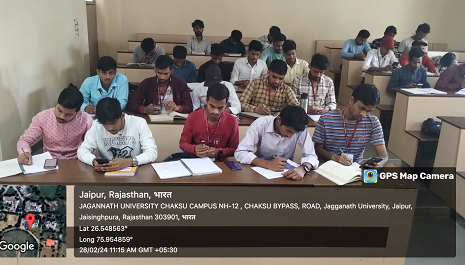 GPS Map Camera
Jaipur, Rajasthan, भारत
JAGANNATH UNIVERSITY CHAKSU CAMPUS NH-12 , CHAKSU BYPASS, ROAD, Jagganath University, Jaipur,
Jaisinghpura, Rajasthan 303901, भारत
Lat 26.548563°
Long 75.954859°
28/02/24 11:15 AM GMT +05:30
Google